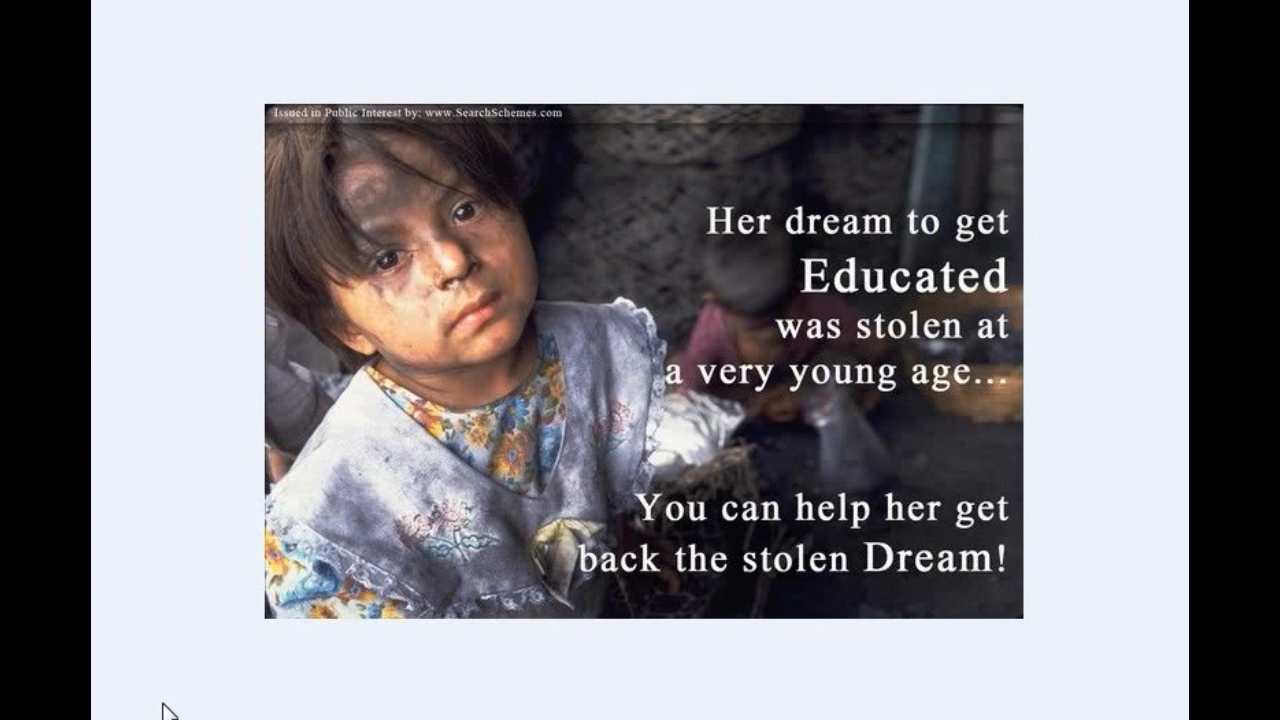 Issued in Public Interest by: www.SearchSchemes.com
Her dream to get
Educated
was stolen at
a very young age...
You can help her get
back the stolen Dream!